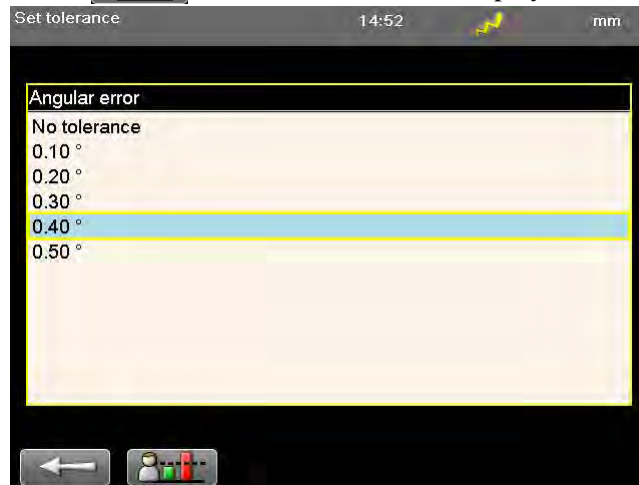 Set tolerance 14:52 mm
Angular error
No tolerance
0.10 °
0.20 °
0.30 °
0.40 °
0.50 °